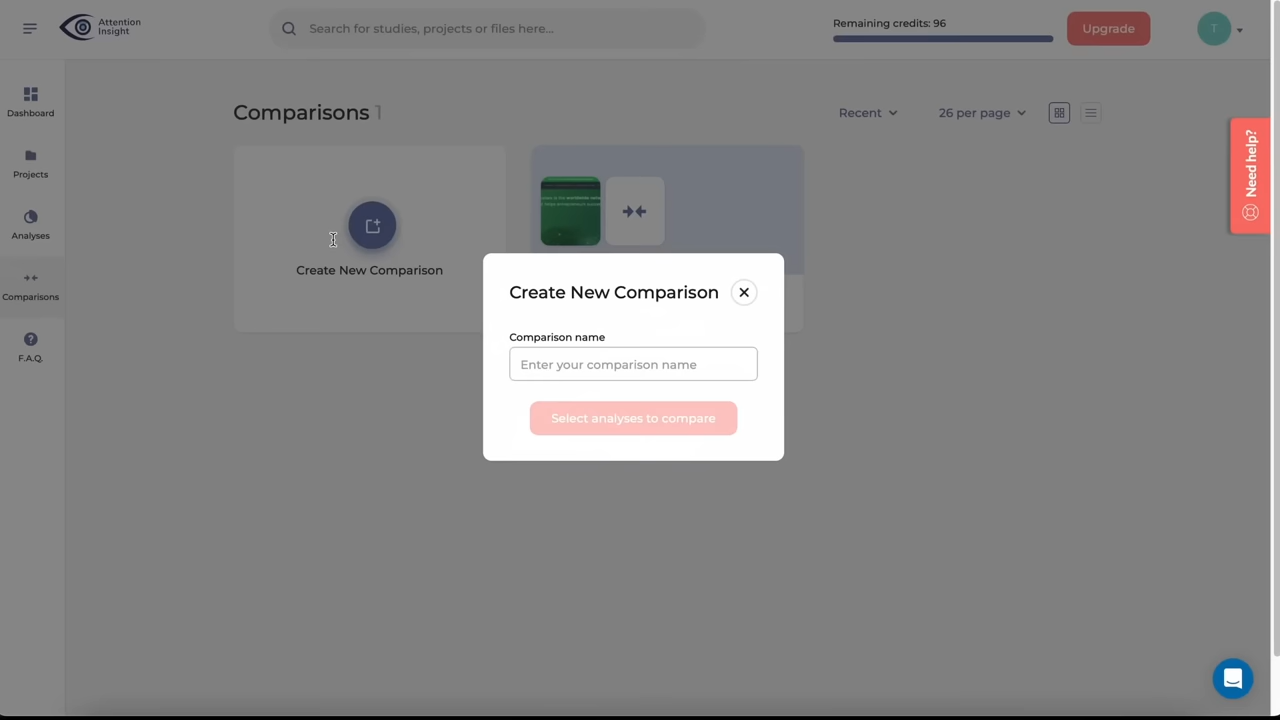 Attention
Insight
Search for studies, projects or files here...
Remaining credits: 96
Upgrade
T
Dashboard
Projects
Analyses
Comparisons
F.A.Q.
Comparisons 1
Recent
26 per page
Create New Comparison
Create New Comparison
Comparison name
Enter your comparison name
Select analyses to compare
Need help?